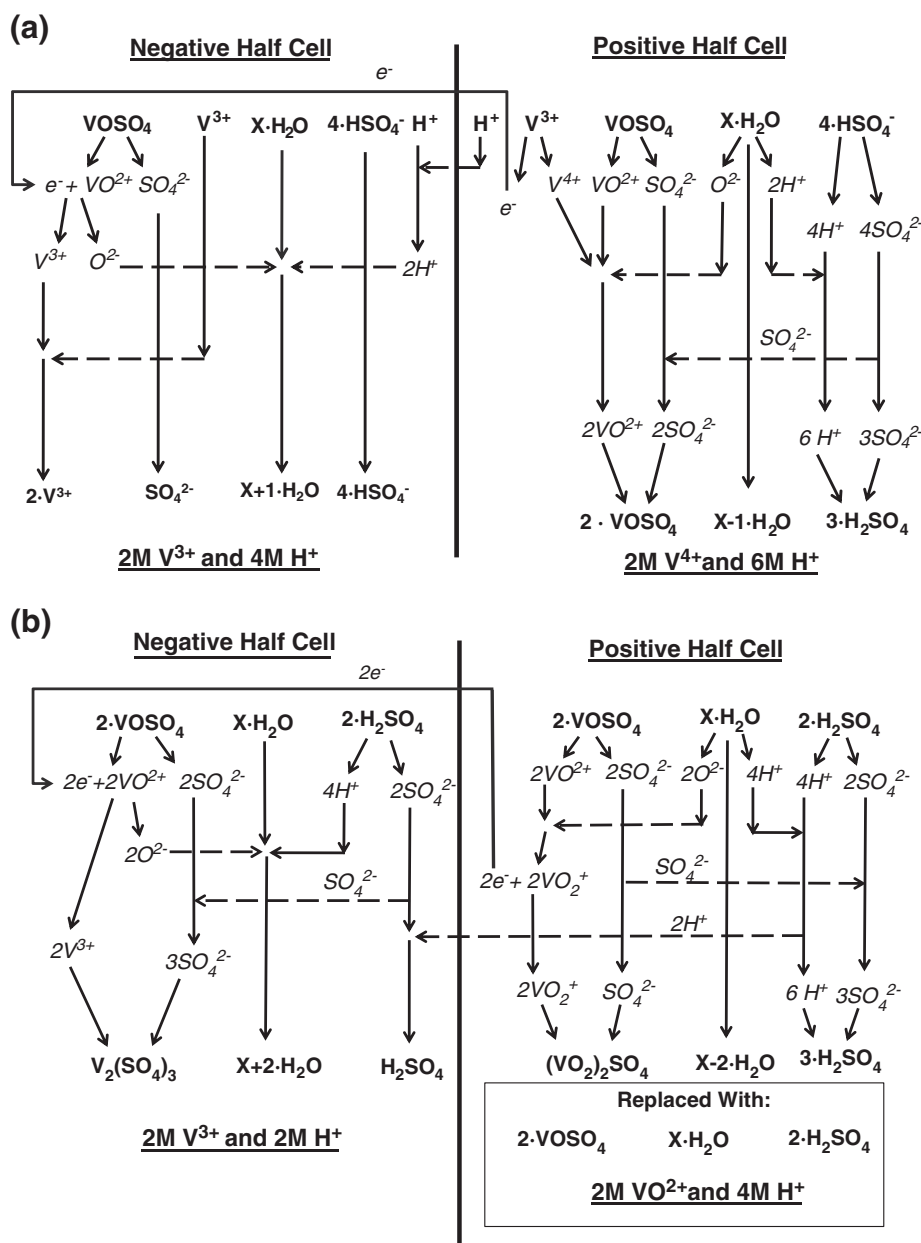 (a)
Negative Half Cell
Positive Half Cell
e⁻
VOSO₄ V³⁺ X·H₂O 4·HSO₄⁻ H⁺ H⁺ V³⁺ VOSO₄ X·H₂O 4·HSO₄⁻
e⁻ + VO²⁺ SO₄²⁻ e⁻ V⁴⁺ VO²⁺ SO₄²⁻ O²⁻ 2H⁺
4H⁺ 4SO₄²⁻
V³⁺ O²⁻ 2H⁺
SO₄²⁻
2VO²⁺ 2SO₄²⁻ 6 H⁺ 3SO₄²⁻
2·V³⁺ SO₄²⁻ X+1·H₂O 4·HSO₄⁻
2 · VOSO₄ X-1·H₂O 3·H₂SO₄
2M V³⁺ and 4M H⁺
2M V⁴⁺ and 6M H⁺
(b)
Negative Half Cell
Positive Half Cell
2e⁻
2·VOSO₄ X·H₂O 2·H₂SO₄ 2·VOSO₄ X·H₂O 2·H₂SO₄
2e⁻+2VO²⁺ 2SO₄²⁻ 4H⁺ 2SO₄²⁻ 2VO²⁺ 2SO₄²⁻ 2O²⁻ 4H⁺ 4H⁺ 2SO₄²⁻
2O²⁻
SO₄²⁻ 2e⁻+ 2VO₂⁺ SO₄²⁻
2H⁺
2V³⁺ 3SO₄²⁻
2VO₂⁺ SO₄²⁻ 6 H⁺ 3SO₄²⁻
V₂(SO₄)₃ X+2·H₂O H₂SO₄ (VO₂)₂SO₄ X-2·H₂O 3·H₂SO₄
Replaced With:
2·VOSO₄ X·H₂O 2·H₂SO₄
2M V³⁺ and 2M H⁺
2M VO²⁺ and 4M H⁺